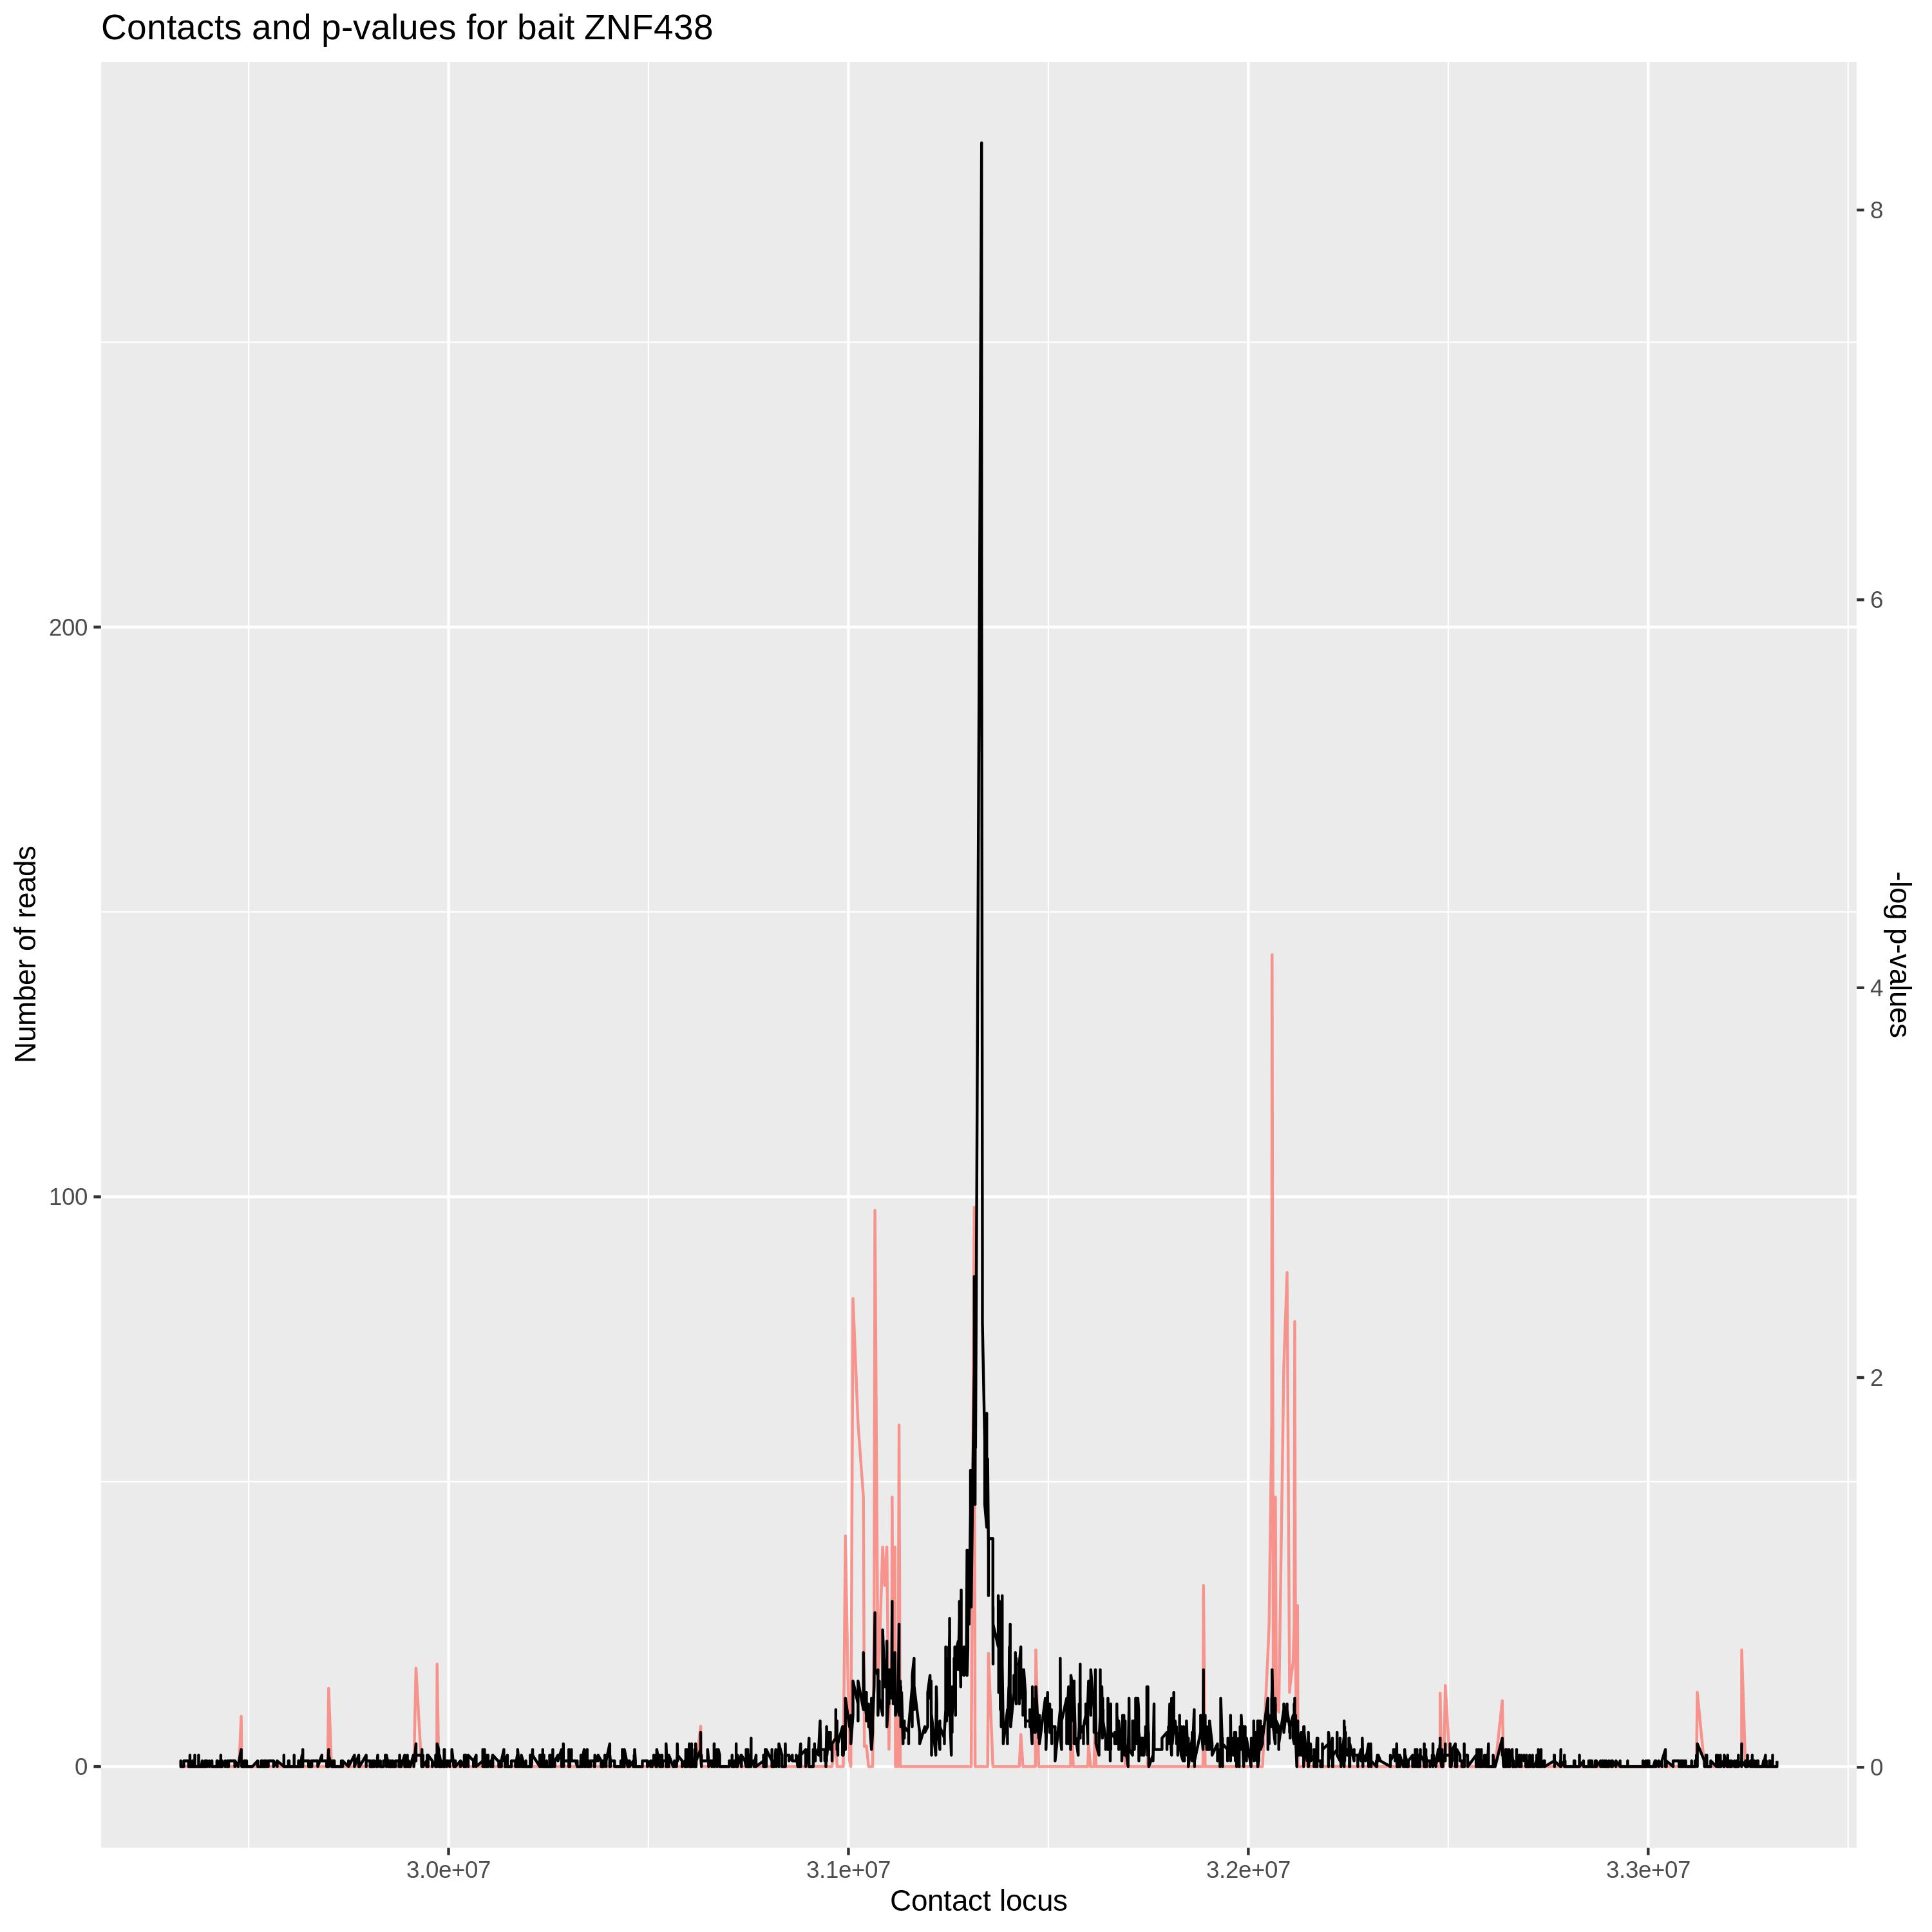 Contacts and p-values for bait ZNF438
Number of reads
200
100
0
8
6
4
2
0
-log p-values
3.0e+07 3.1e+07 3.2e+07 3.3e+07
Contact locus